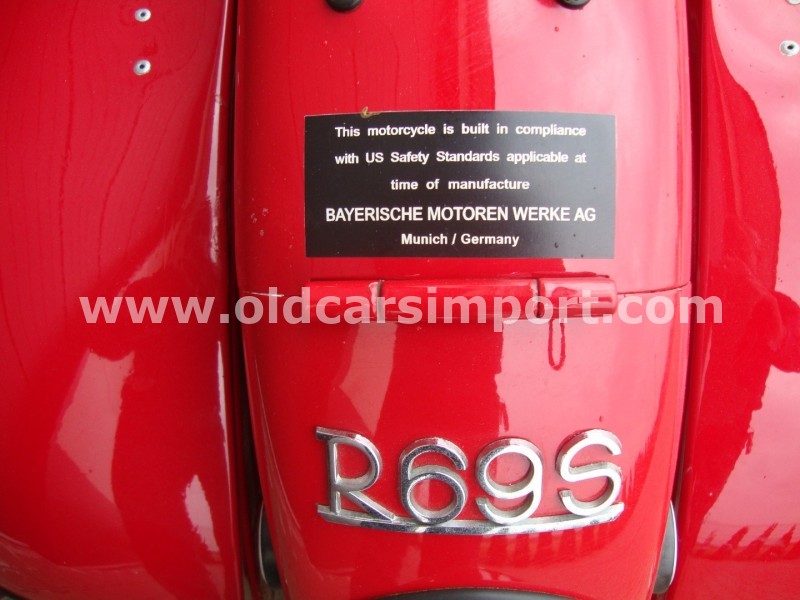 This motorcycle is built in compliance
with US Safety Standards applicable at
time of manufacture
BAYERISCHE MOTOREN WERKE AG
Munich / Germany
www.oldcarsimport.com
R69S